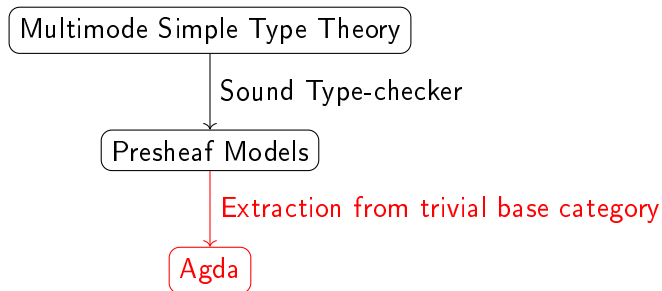 Multimode Simple Type Theory
Sound Type-checker
Presheaf Models
Extraction from trivial base category
Agda